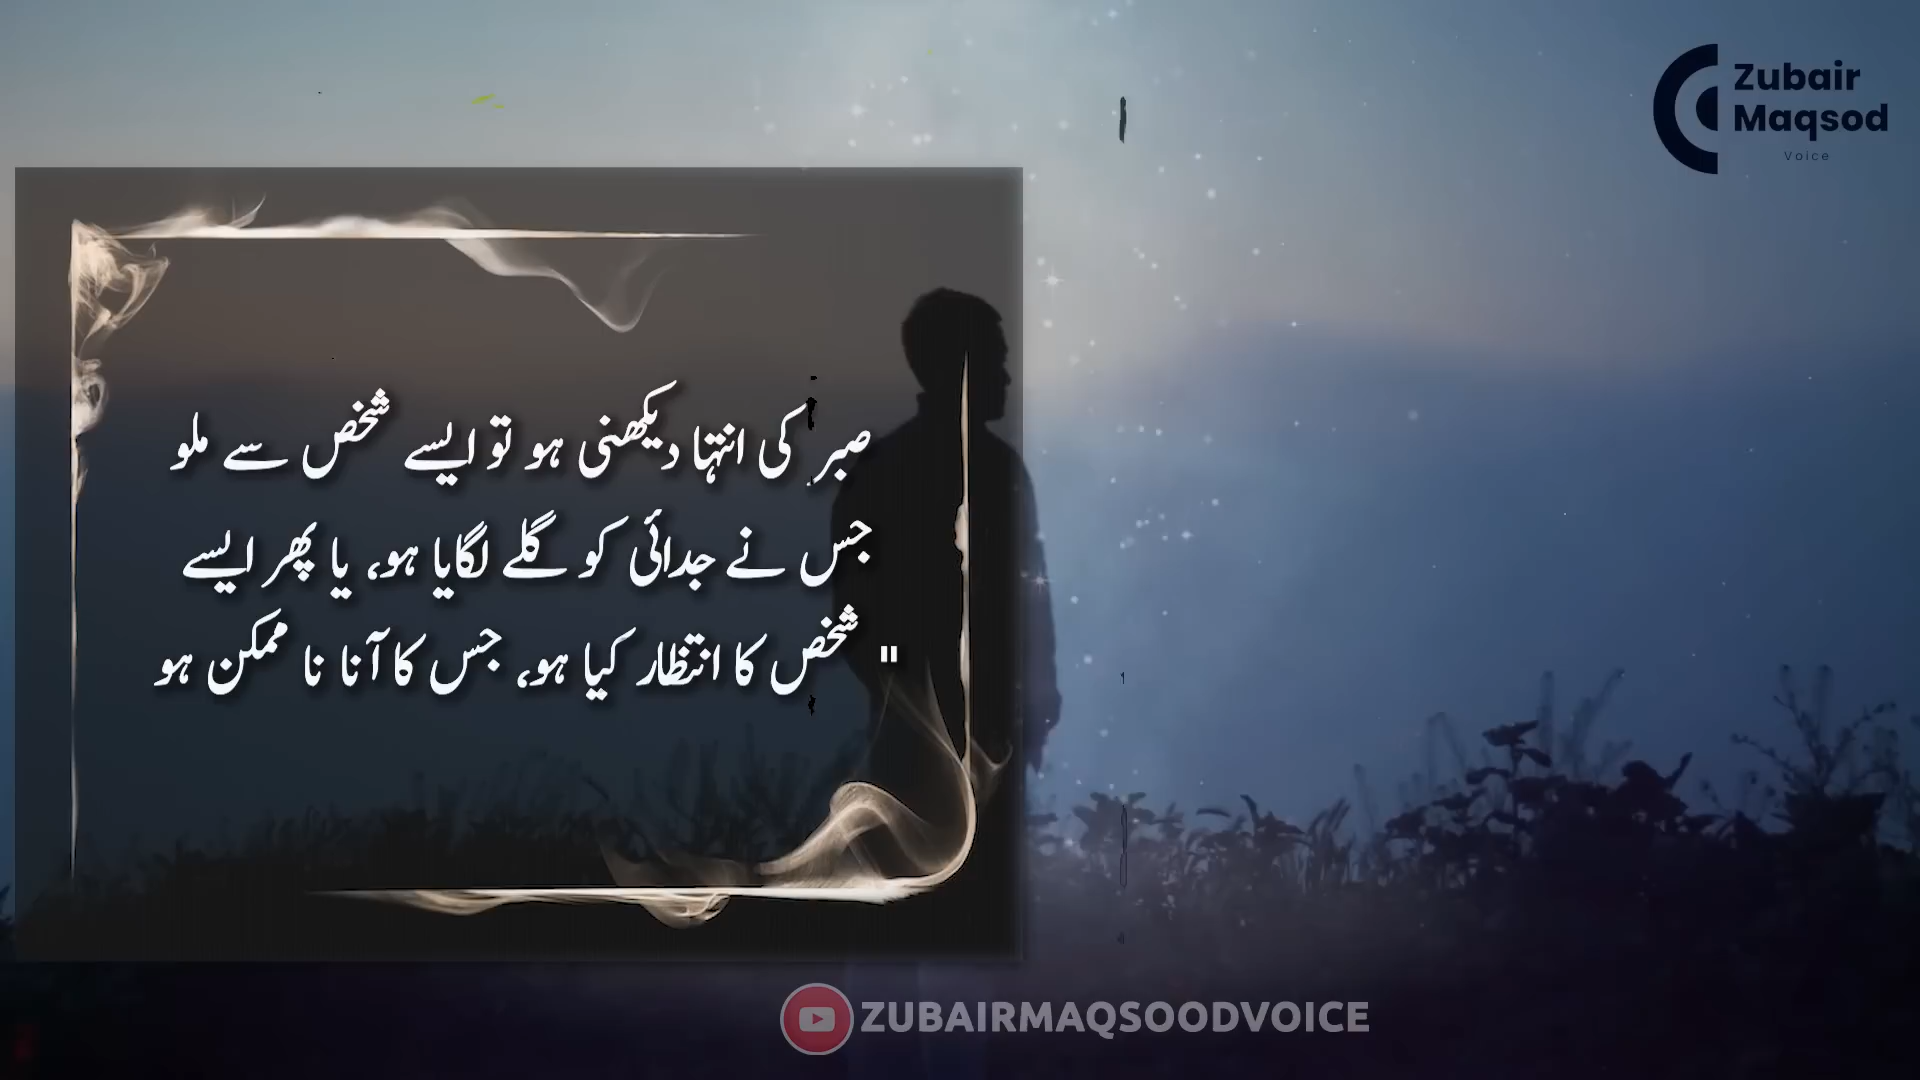 Zubair
Maqsod
Voice
صبر کی انتہا دیکھنی ہو تو ایسے شخص سے ملو
جس نے جدائی کو گلے لگایا ہو، یا پھر ایسے
" شخص کا انتظار کیا ہو، جس کا آنا نا ممکن ہو
ZUBAIRMAQSOODVOICE